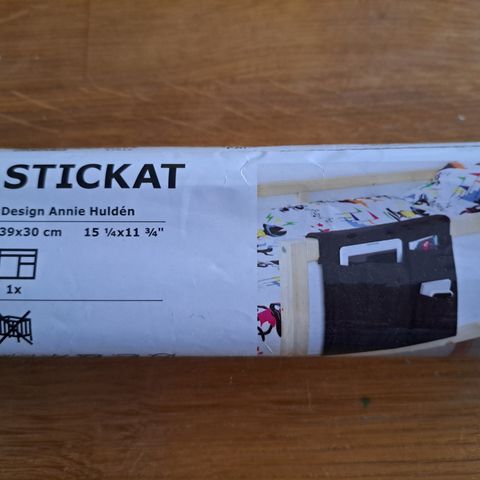 STICKAT
Design Annie Huldén
39x30 cm 15 ¼x11 ¾"
1x